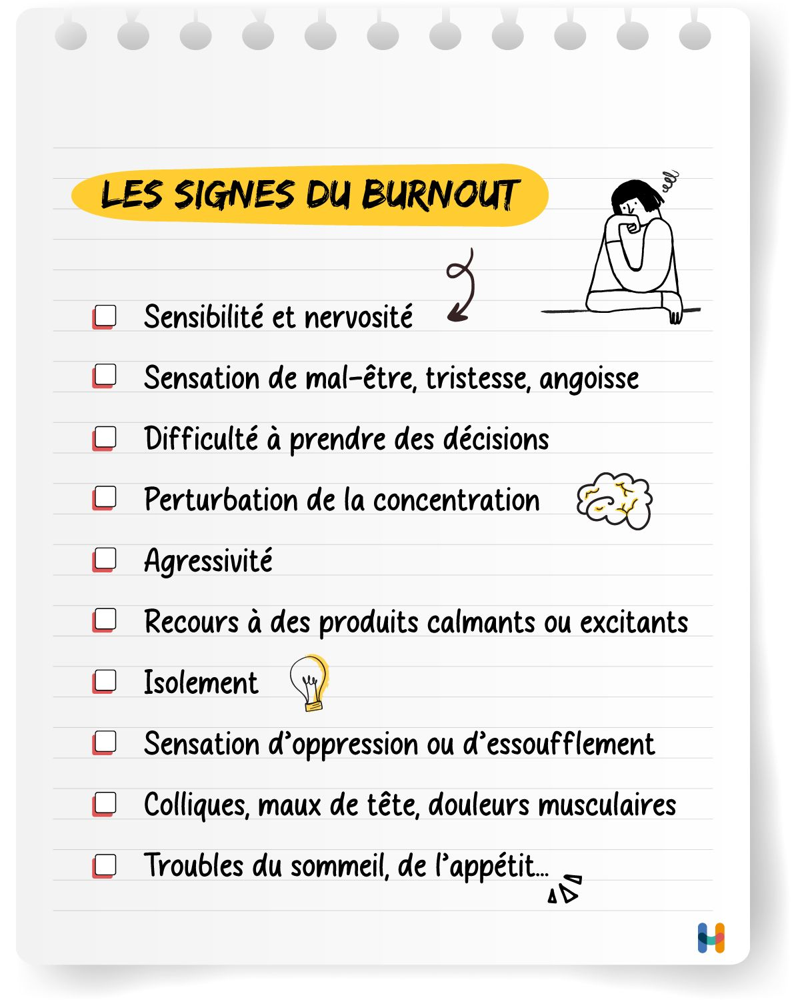 LES SIGNES DU BURNOUT
Sensibilité et nervosité
Sensation de mal-être, tristesse, angoisse
Difficulté à prendre des décisions
Perturbation de la concentration
Agressivité
Recours à des produits calmants ou excitants
Isolement
Sensation d'oppression ou d'essoufflement
Colliques, maux de tête, douleurs musculaires
Troubles du sommeil, de l'appétit...